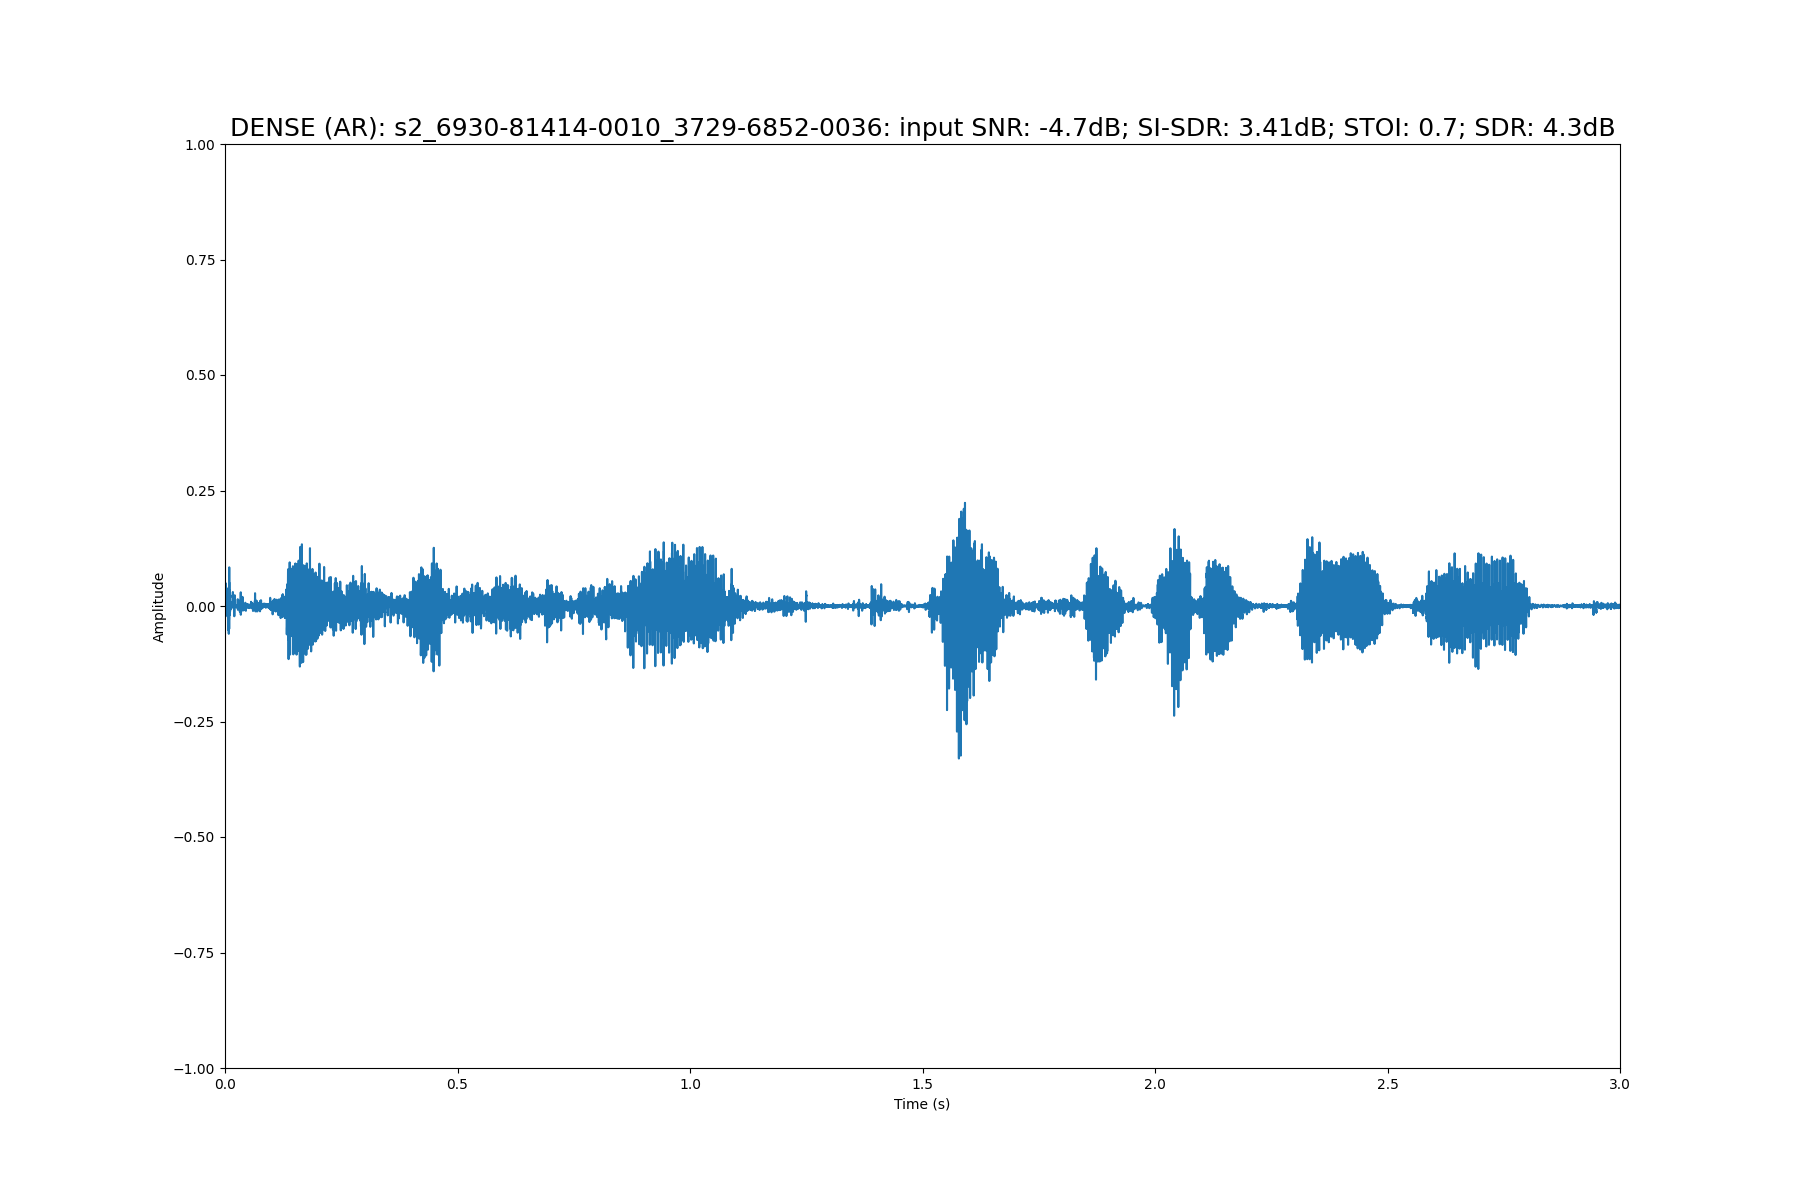 DENSE (AR): s2_6930-81414-0010_3729-6852-0036: input SNR: -4.7dB; SI-SDR: 3.41dB; STOI: 0.7; SDR: 4.3dB
1.00
0.75
0.50
0.25
0.00
−0.25
−0.50
−0.75
−1.00
Amplitude
0.0 0.5 1.0 1.5 2.0 2.5 3.0
Time (s)